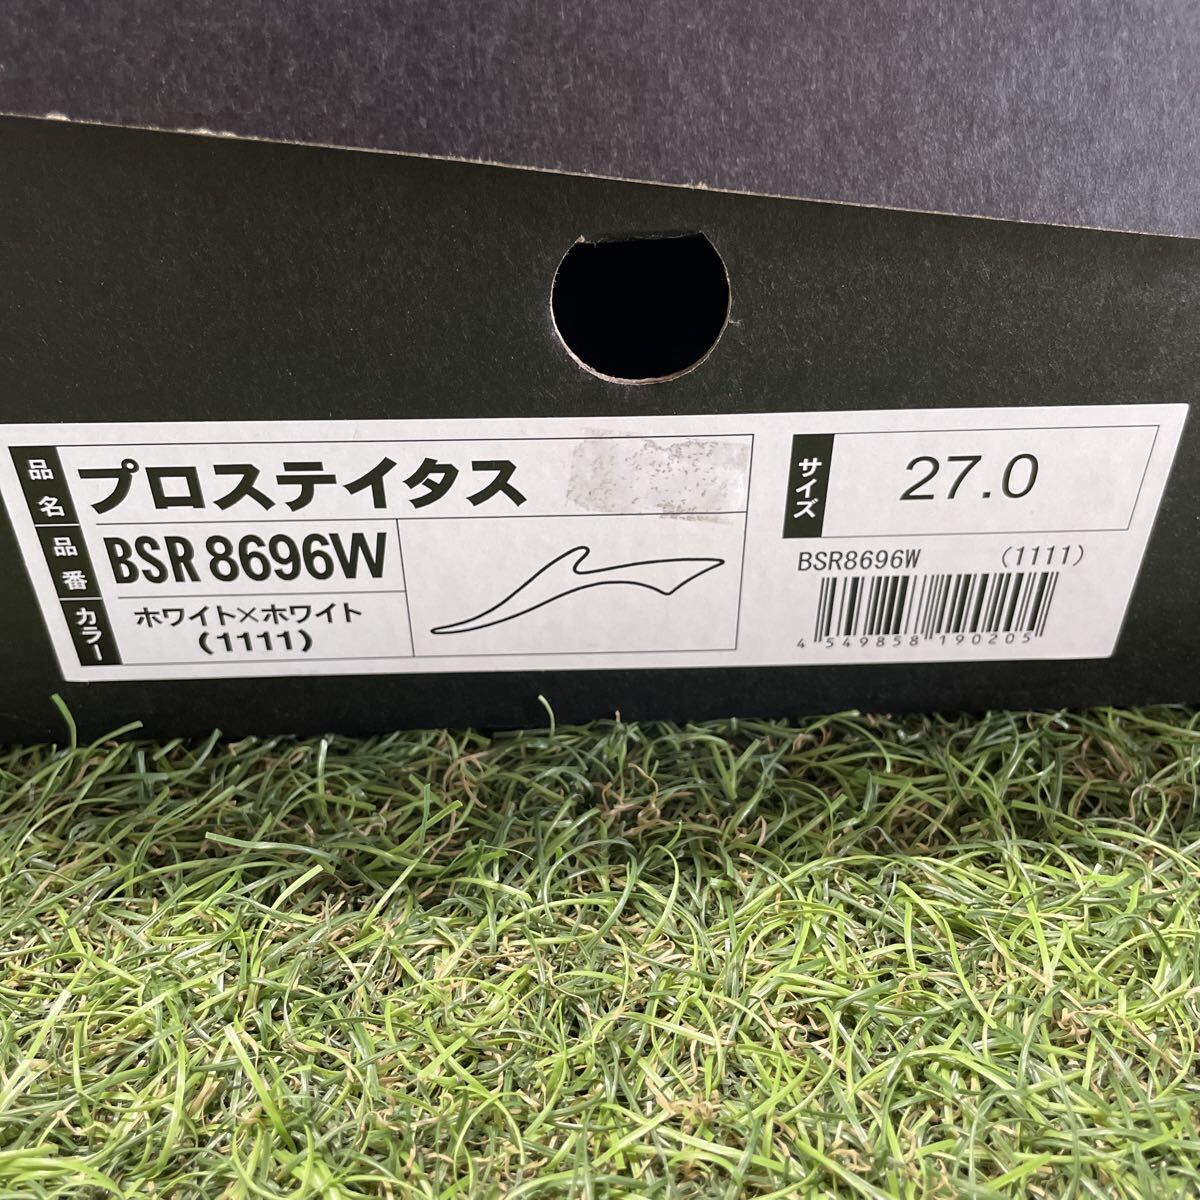 品名
プロステイタス
品番
BSR 8696W
カラー
ホワイト×ホワイト
(1111)
サイズ
27.0
BSR8696W (1111)
4 549858 190205